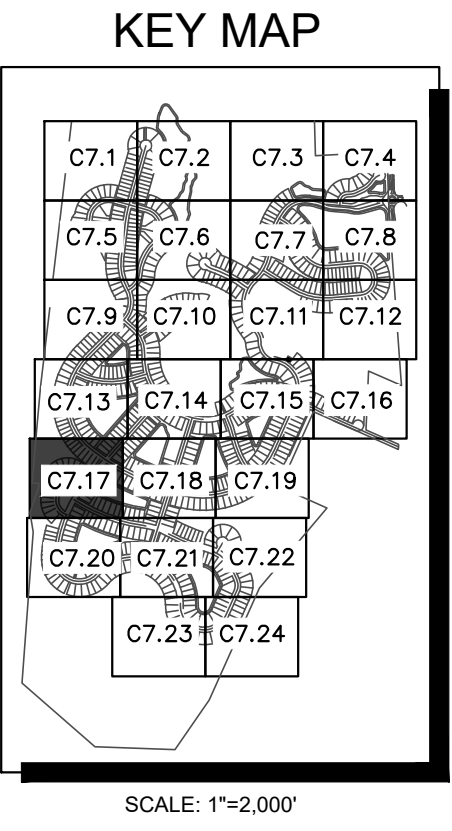 KEY MAP
C7.1 C7.2 C7.3 C7.4
C7.5 C7.6 C7.7 C7.8
C7.9 C7.10 C7.11 C7.12
C7.13 C7.14 C7.15 C7.16
C7.17 C7.18 C7.19
C7.20 C7.21 C7.22
C7.23 C7.24
SCALE: 1"=2,000'